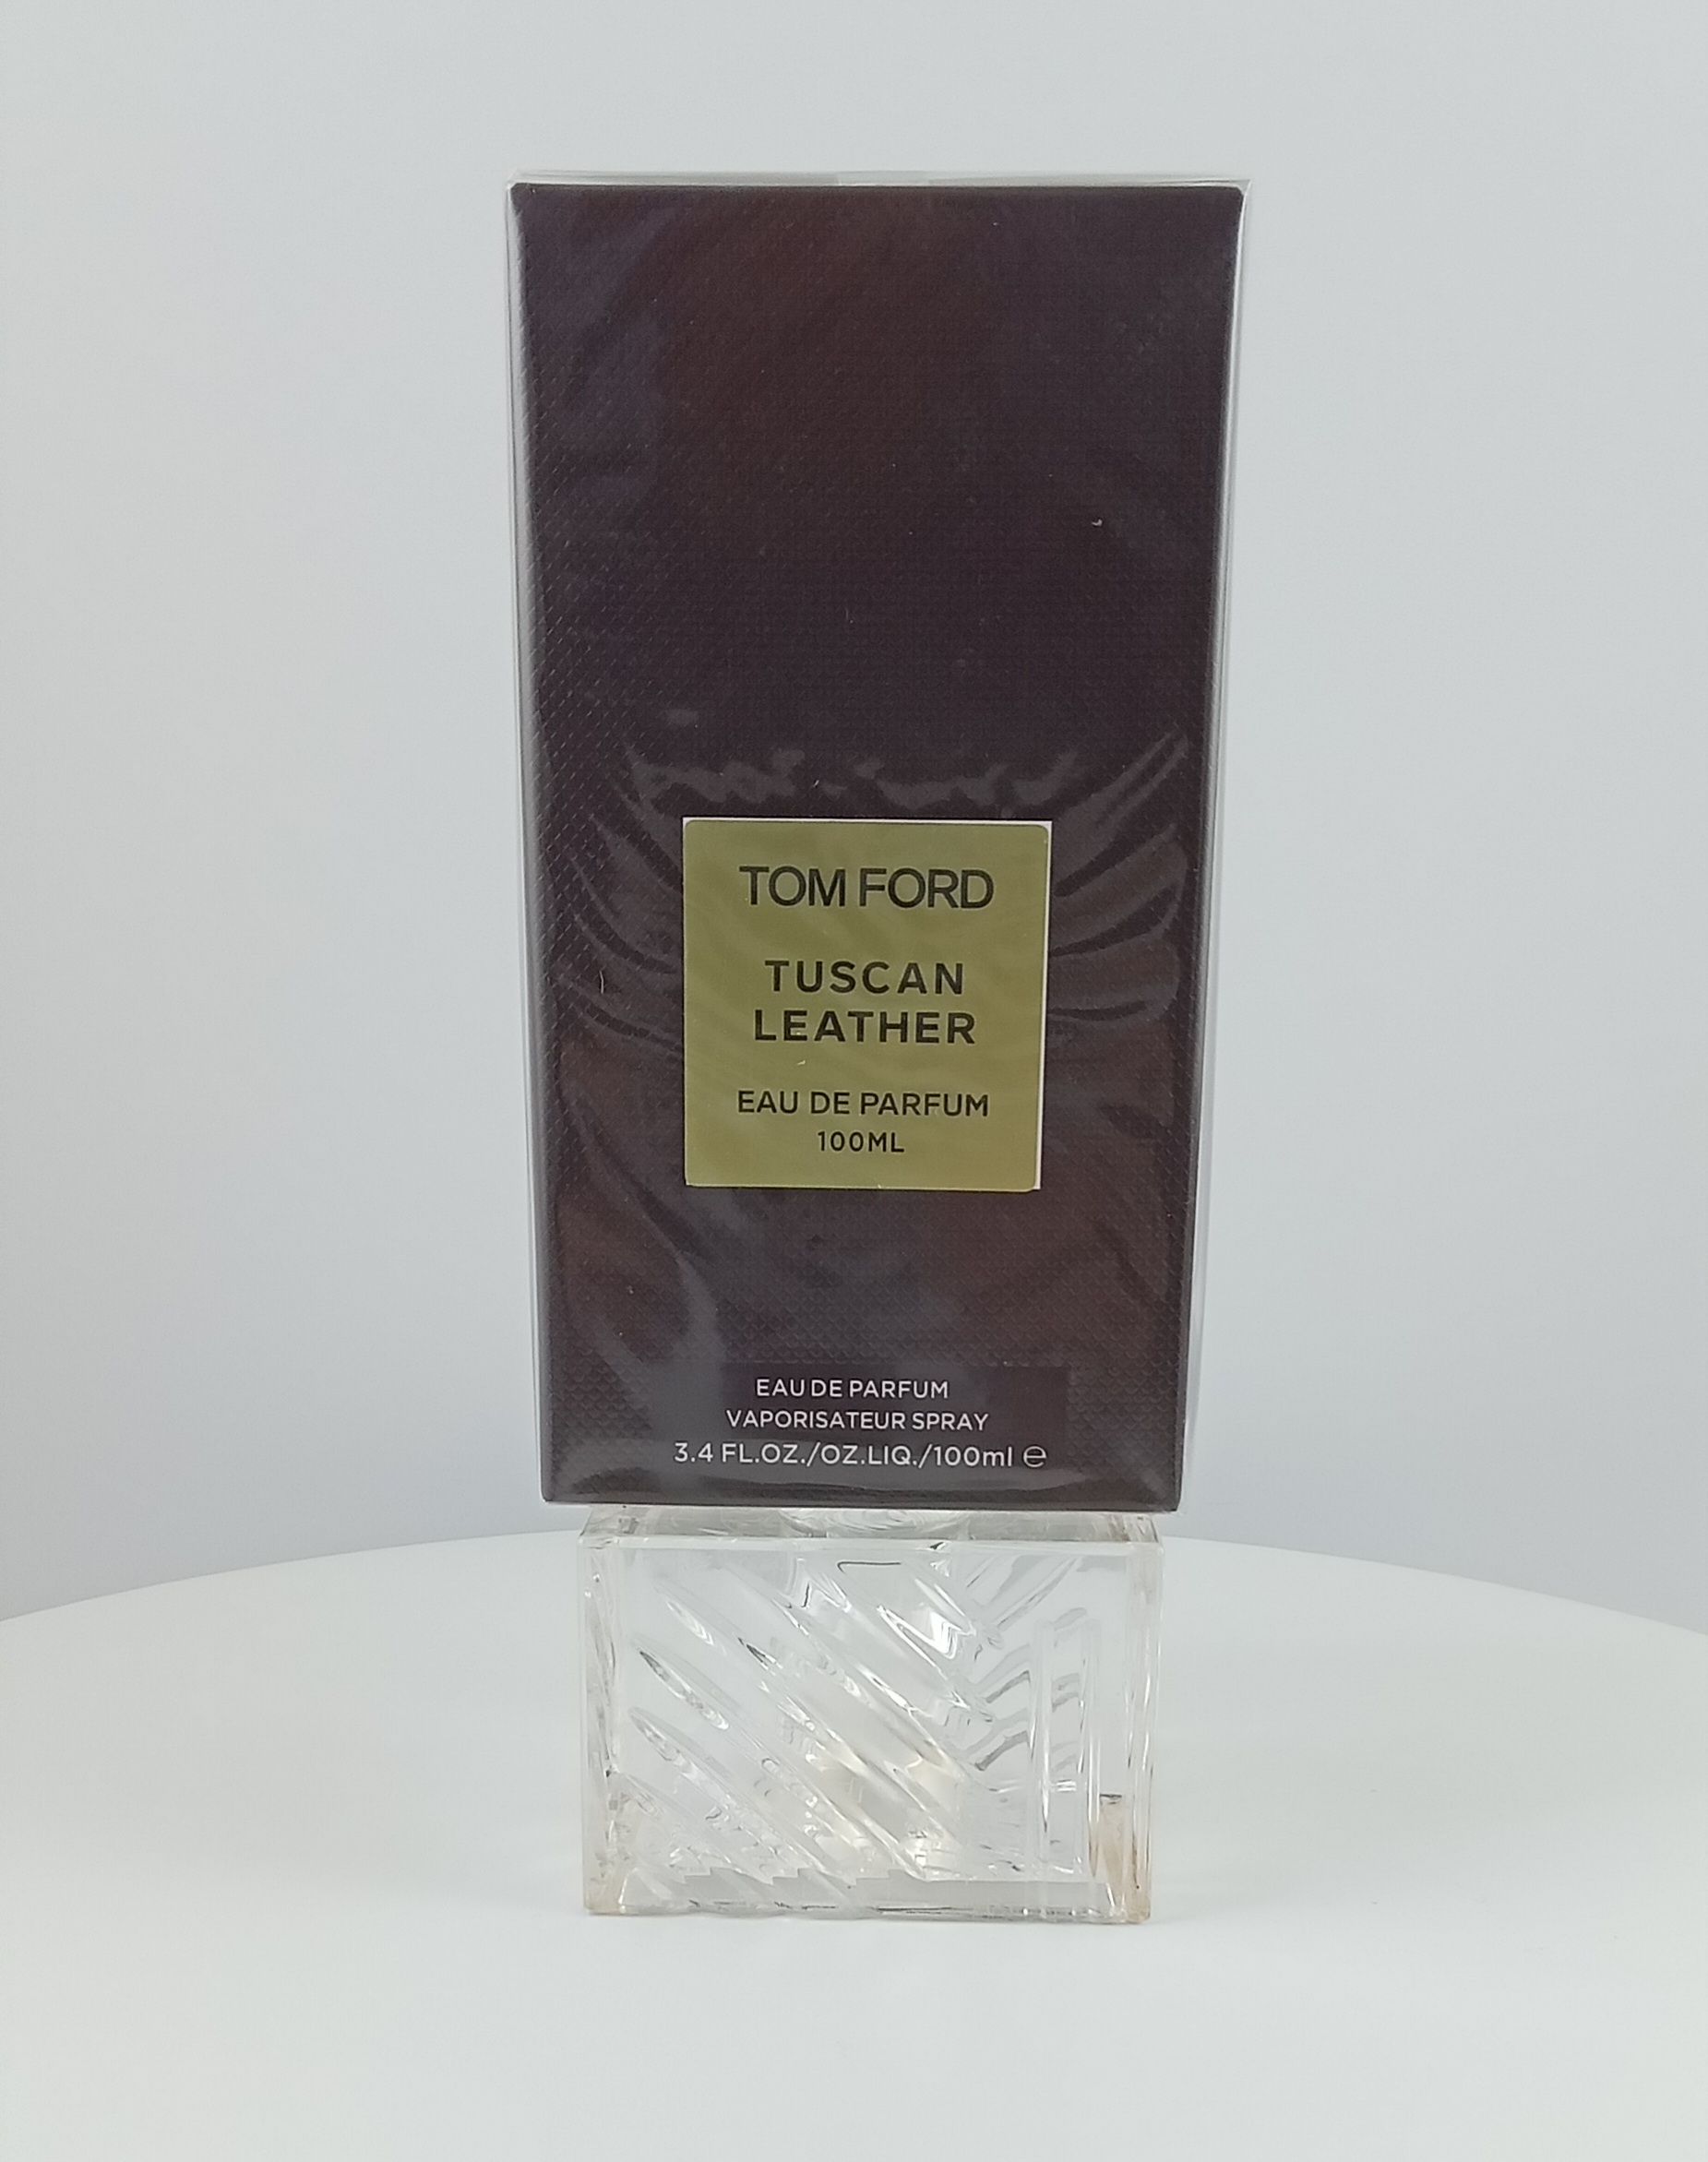 TOM FORD
TUSCAN
LEATHER
EAU DE PARFUM
100ML
EAU DE PARFUM
VAPORISATEUR SPRAY
3.4 FL.OZ./OZ.LIQ./100ml ℮